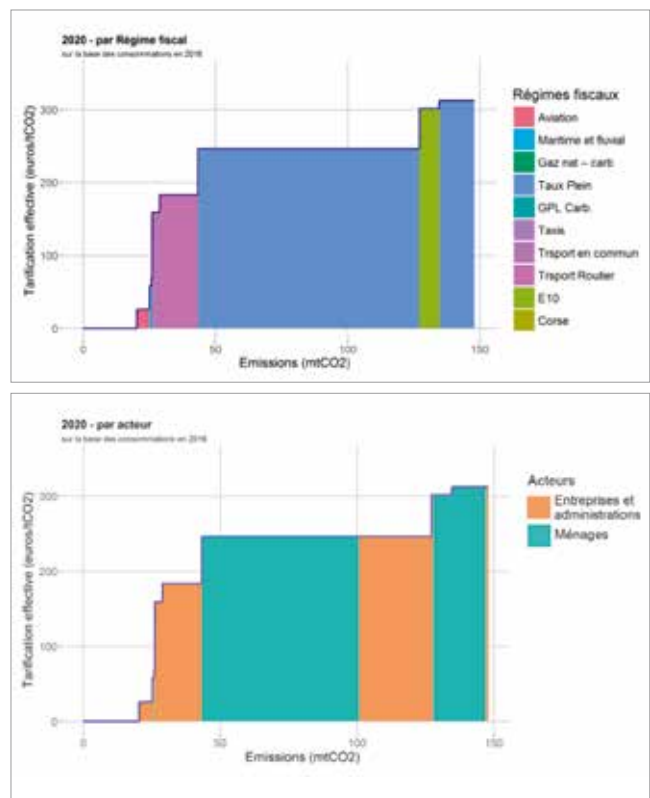 2020 - par Régime fiscal
sur la base des consommations en 2016
Tarification effective (euros/tCO2)
300
200
100
0
0
50
100
150
Emissions (mtCO2)
Régimes fiscaux
Aviation
Maritime et fluvial
Gaz nat – carb
Taux Plein
GPL Carb.
Taxis
Trsport en commun
Trsport Routier
E10
Corse
2020 - par acteur
sur la base des consommations en 2016
Tarification effective (euros/tCO2)
300
200
100
0
0
50
100
150
Emissions (mtCO2)
Acteurs
Entreprises et
administrations
Ménages